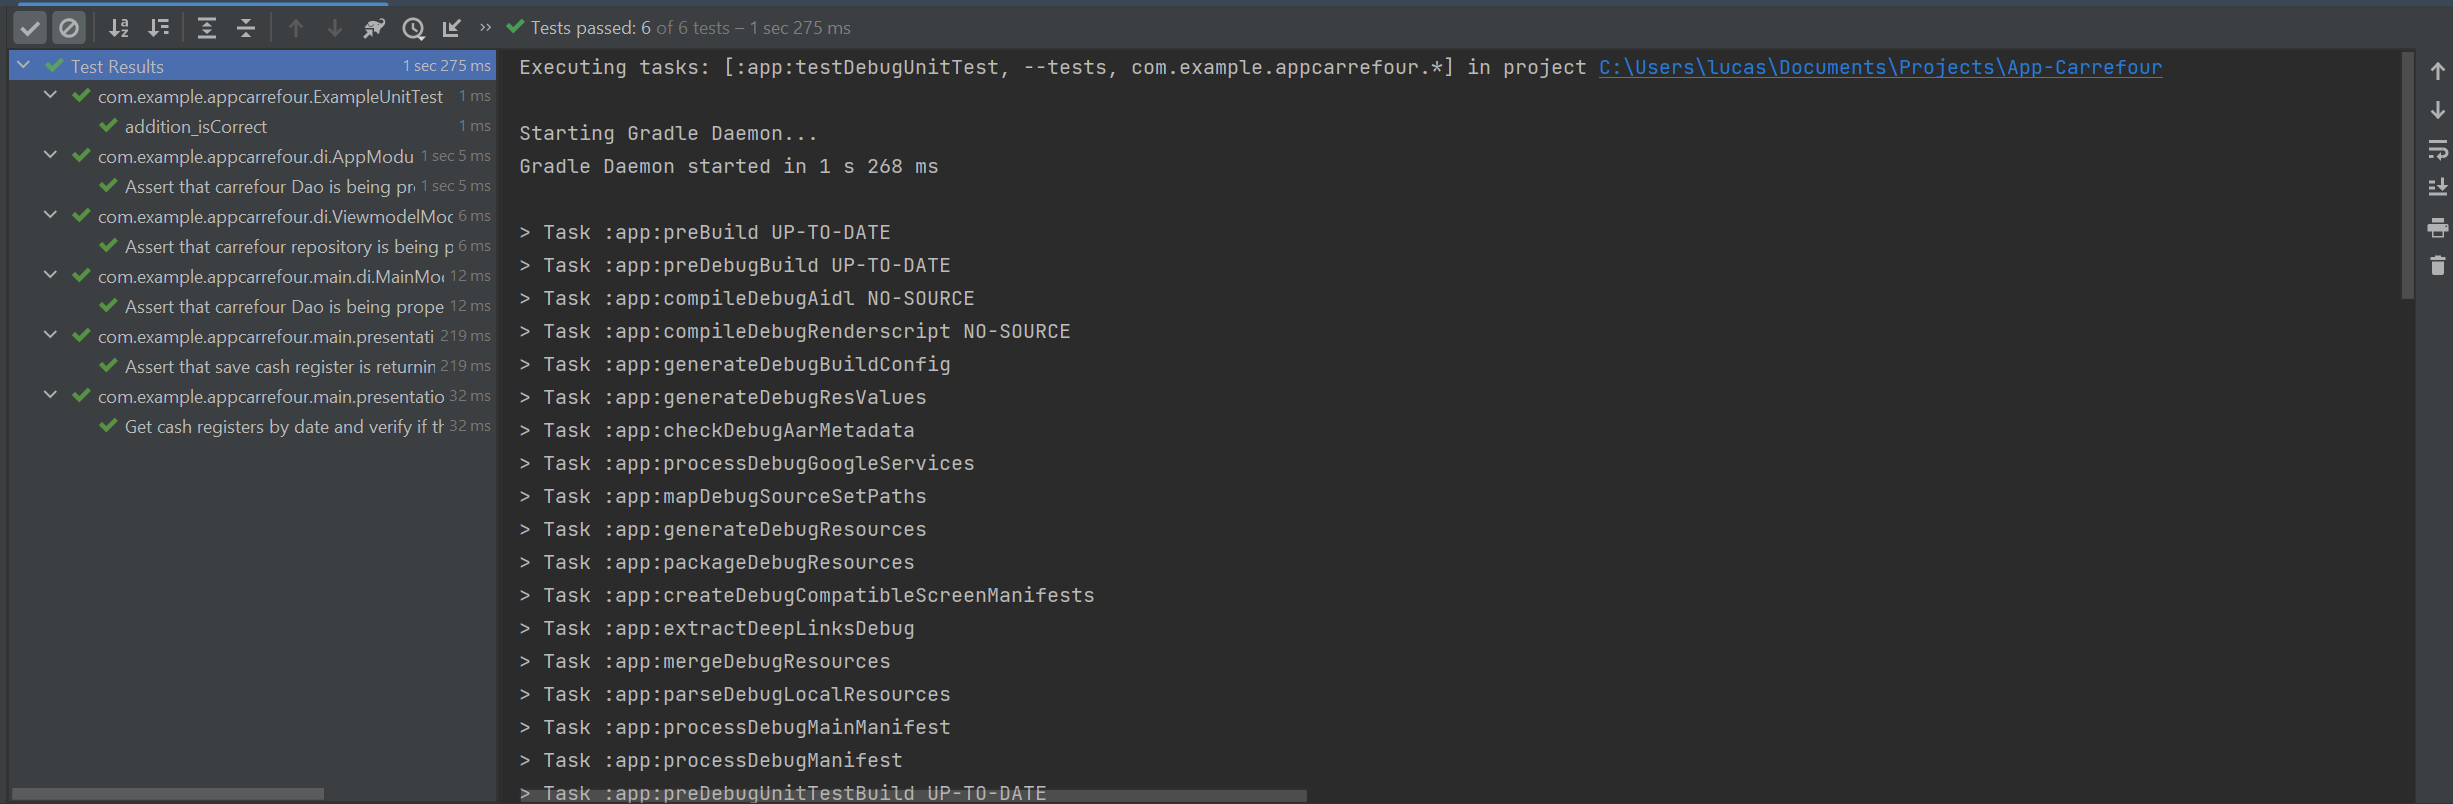 Tests passed: 6 of 6 tests – 1 sec 275 ms
Test Results 1 sec 275 ms
com.example.appcarrefour.ExampleUnitTest 1 ms
addition_isCorrect 1 ms
com.example.appcarrefour.di.AppModu 1 sec 5 ms
Assert that carrefour Dao is being pr 1 sec 5 ms
com.example.appcarrefour.di.ViewmodelMod 6 ms
Assert that carrefour repository is being p 6 ms
com.example.appcarrefour.main.di.MainMod 12 ms
Assert that carrefour Dao is being prope 12 ms
com.example.appcarrefour.main.presentati 219 ms
Assert that save cash register is returnin 219 ms
com.example.appcarrefour.main.presentatio 32 ms
Get cash registers by date and verify if th 32 ms
Executing tasks: [:app:testDebugUnitTest, --tests, com.example.appcarrefour.*] in project C:\Users\lucas\Documents\Projects\App-Carrefour
Starting Gradle Daemon...
Gradle Daemon started in 1 s 268 ms
> Task :app:preBuild UP-TO-DATE
> Task :app:preDebugBuild UP-TO-DATE
> Task :app:compileDebugAidl NO-SOURCE
> Task :app:compileDebugRenderscript NO-SOURCE
> Task :app:generateDebugBuildConfig
> Task :app:generateDebugResValues
> Task :app:checkDebugAarMetadata
> Task :app:processDebugGoogleServices
> Task :app:mapDebugSourceSetPaths
> Task :app:generateDebugResources
> Task :app:packageDebugResources
> Task :app:createDebugCompatibleScreenManifests
> Task :app:extractDeepLinksDebug
> Task :app:mergeDebugResources
> Task :app:parseDebugLocalResources
> Task :app:processDebugMainManifest
> Task :app:processDebugManifest
> Task :app:preDebugUnitTestBuild UP-TO-DATE